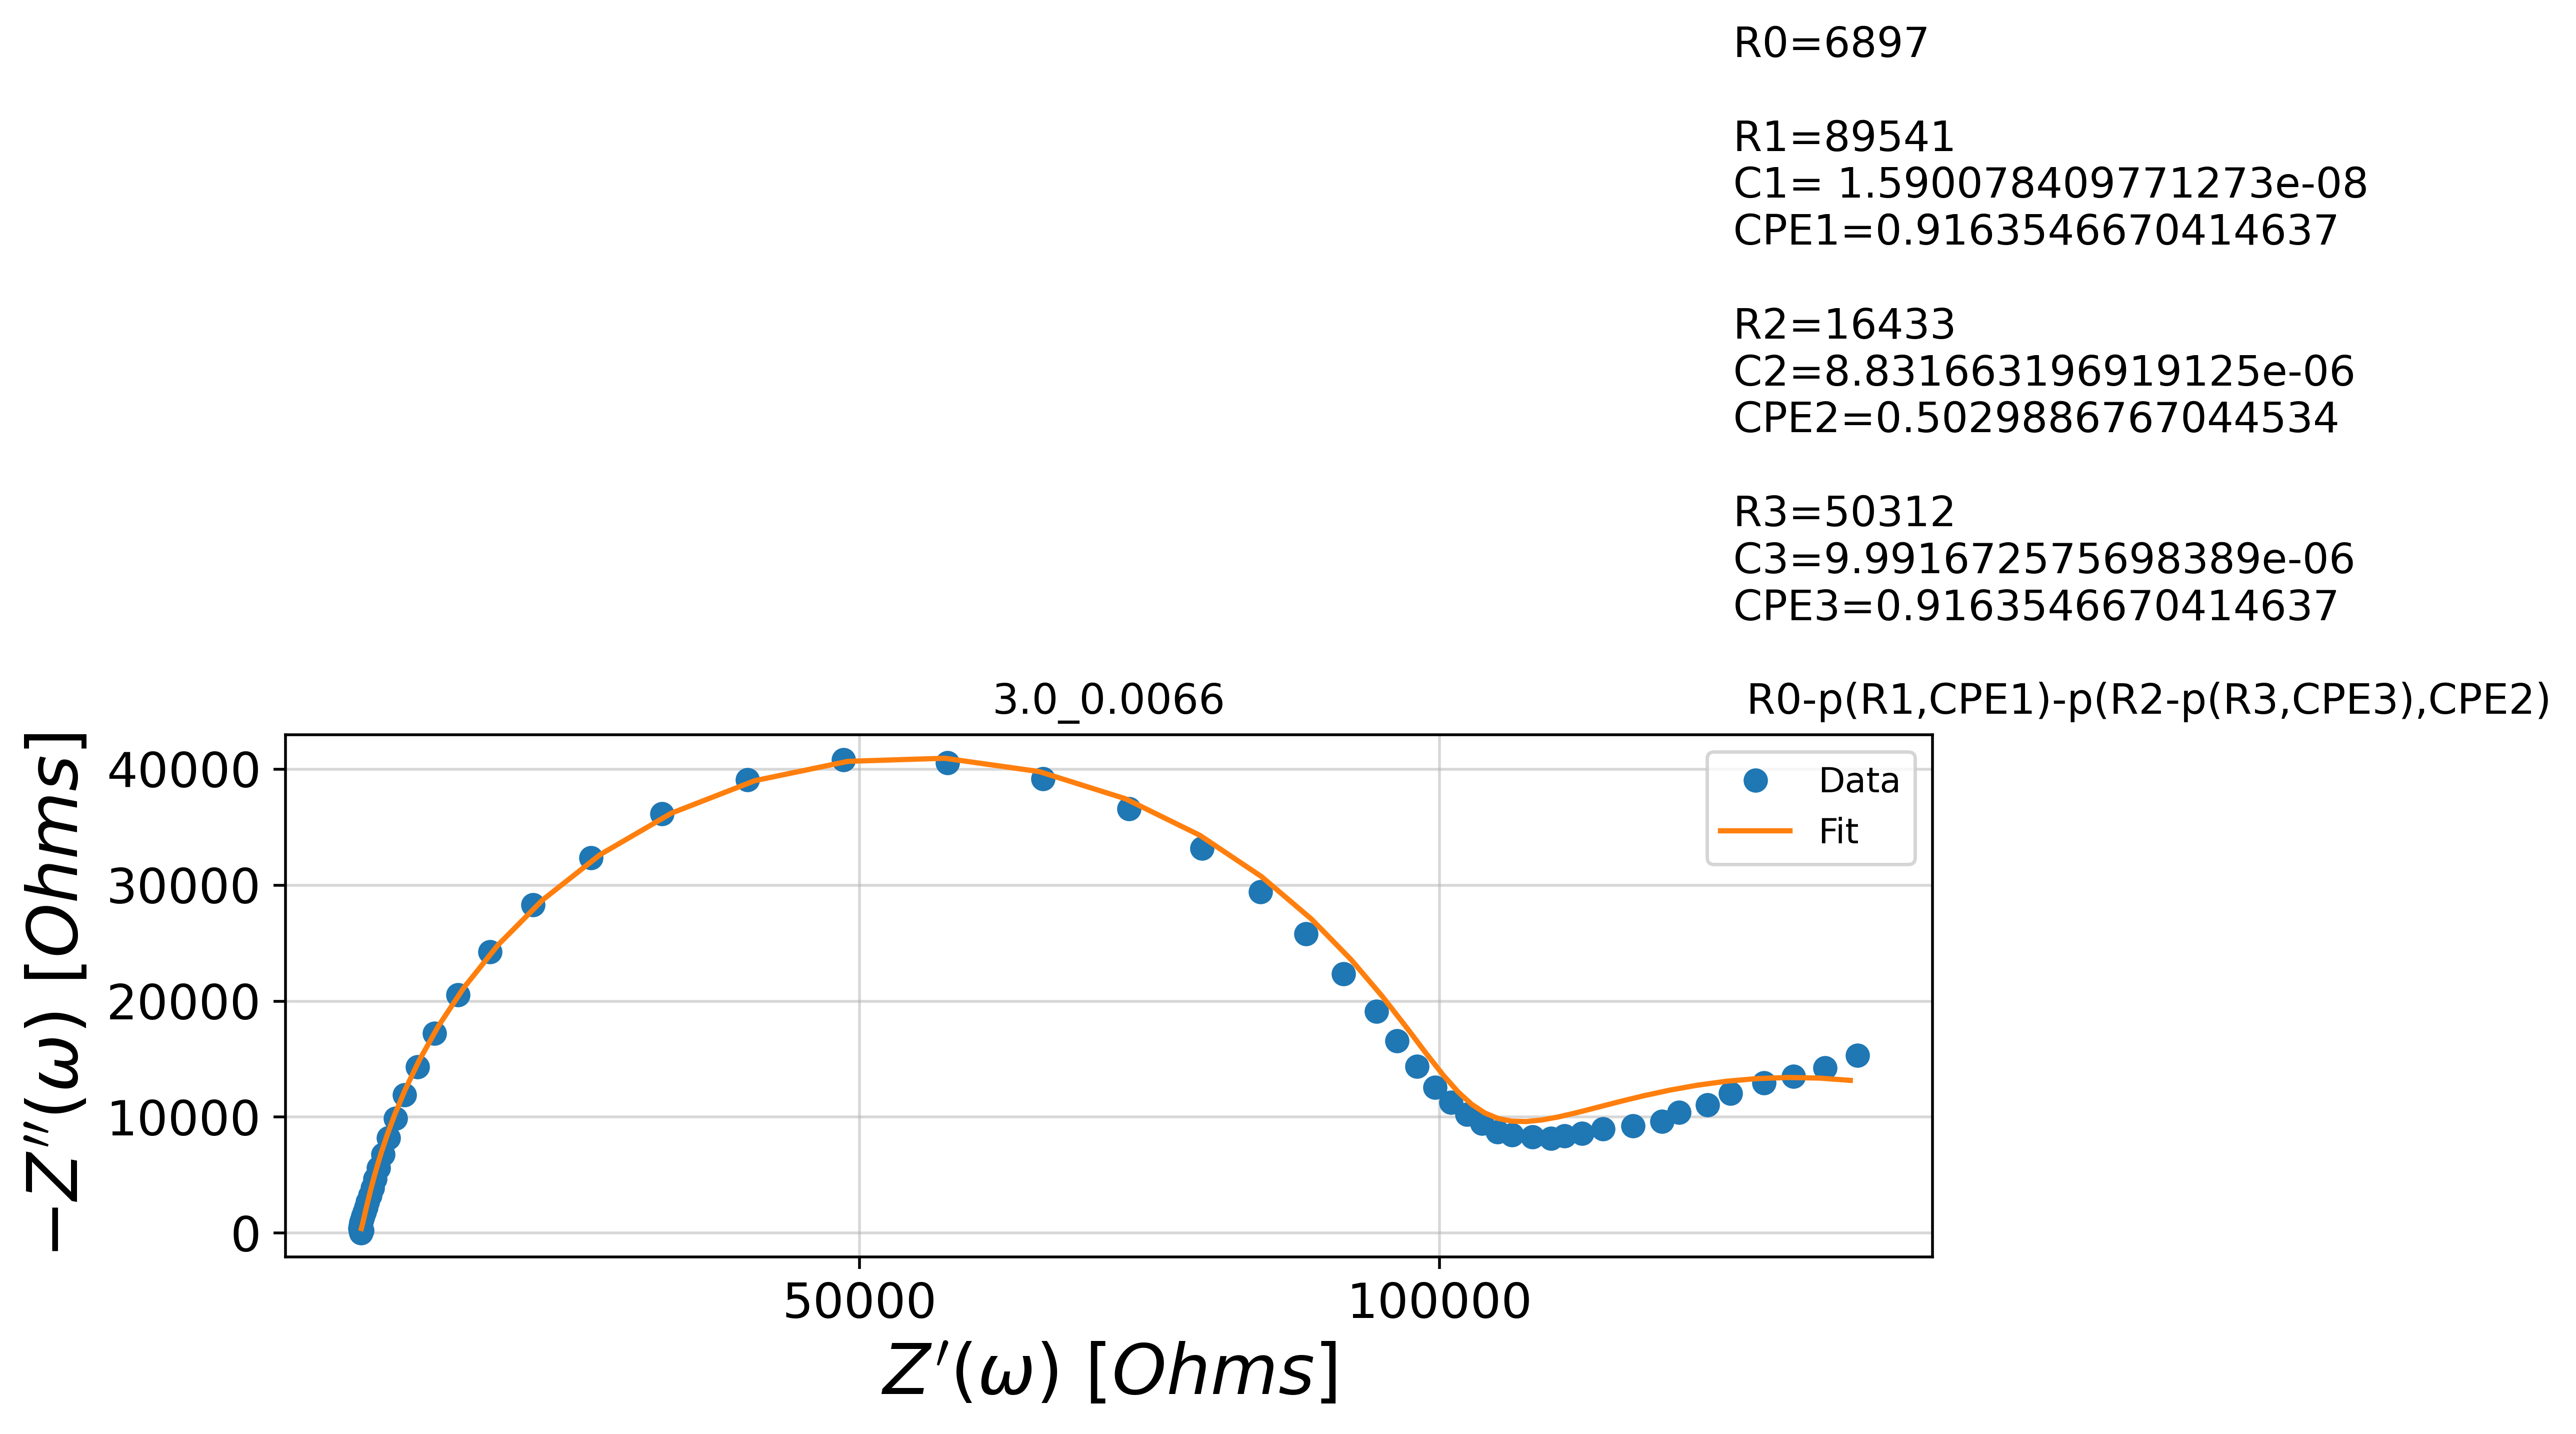 R0=6897
R1=89541
C1= 1.590078409771273e-08
CPE1=0.9163546670414637
R2=16433
C2=8.831663196919125e-06
CPE2=0.5029886767044534
R3=50312
C3=9.991672575698389e-06
CPE3=0.9163546670414637
3.0_0.0066
R0-p(R1,CPE1)-p(R2-p(R3,CPE3),CPE2)
Data
Fit
40000
30000
20000
10000
0
−Z′′(ω) [Ohms]
50000
100000
Z′(ω) [Ohms]